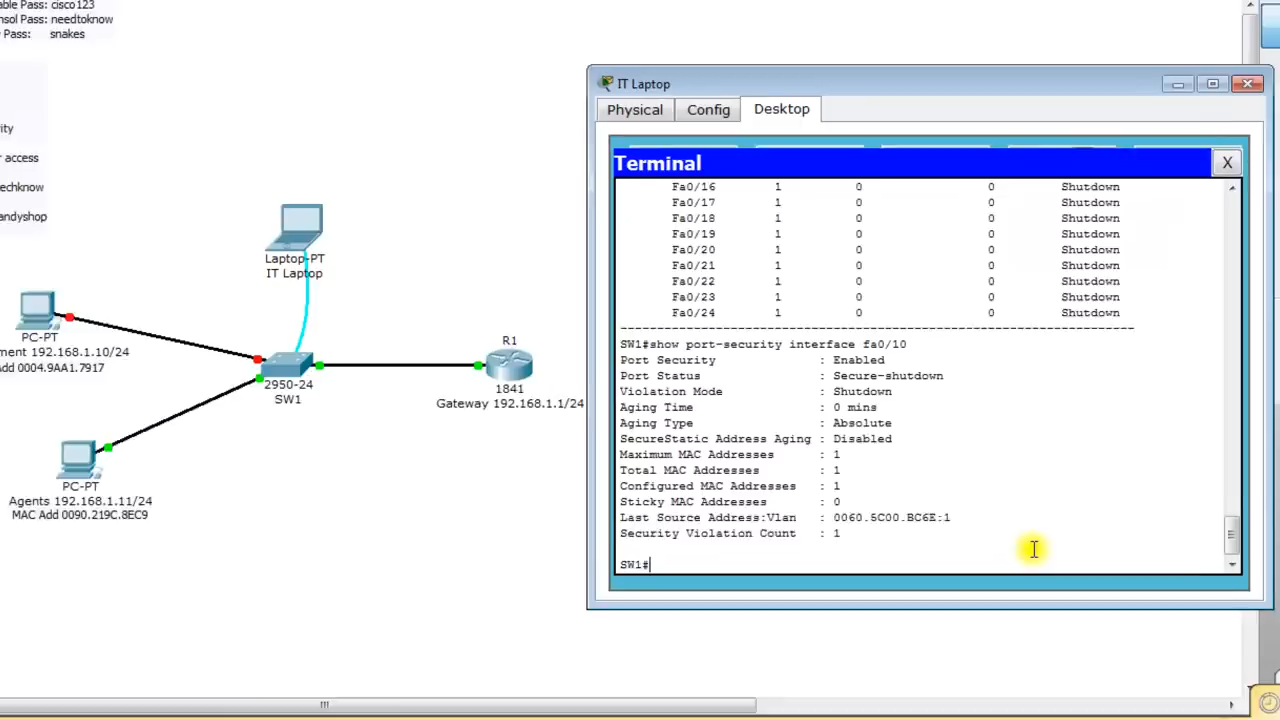 able Pass: cisco123
nsol Pass: needtoknow
Pass: snakes
ity
r access
techknow
andyshop
Laptop-PT
IT Laptop
PC-PT
ment 192.168.1.10/24
Add 0004.9AA1.7917
2950-24
SW1
R1
1841
Gateway 192.168.1.1/24
PC-PT
Agents 192.168.1.11/24
MAC Add 0090.219C.8EC9
IT Laptop
Physical Config Desktop
Terminal X
Fa0/16 1 0 0 Shutdown
Fa0/17 1 0 0 Shutdown
Fa0/18 1 0 0 Shutdown
Fa0/19 1 0 0 Shutdown
Fa0/20 1 0 0 Shutdown
Fa0/21 1 0 0 Shutdown
Fa0/22 1 0 0 Shutdown
Fa0/23 1 0 0 Shutdown
Fa0/24 1 0 0 Shutdown
----------------------------------------------------------------------
SW1#show port-security interface fa0/10
Port Security : Enabled
Port Status : Secure-shutdown
Violation Mode : Shutdown
Aging Time : 0 mins
Aging Type : Absolute
SecureStatic Address Aging : Disabled
Maximum MAC Addresses : 1
Total MAC Addresses : 1
Configured MAC Addresses : 1
Sticky MAC Addresses : 0
Last Source Address:Vlan : 0060.5C00.BC6E:1
Security Violation Count : 1
SW1#